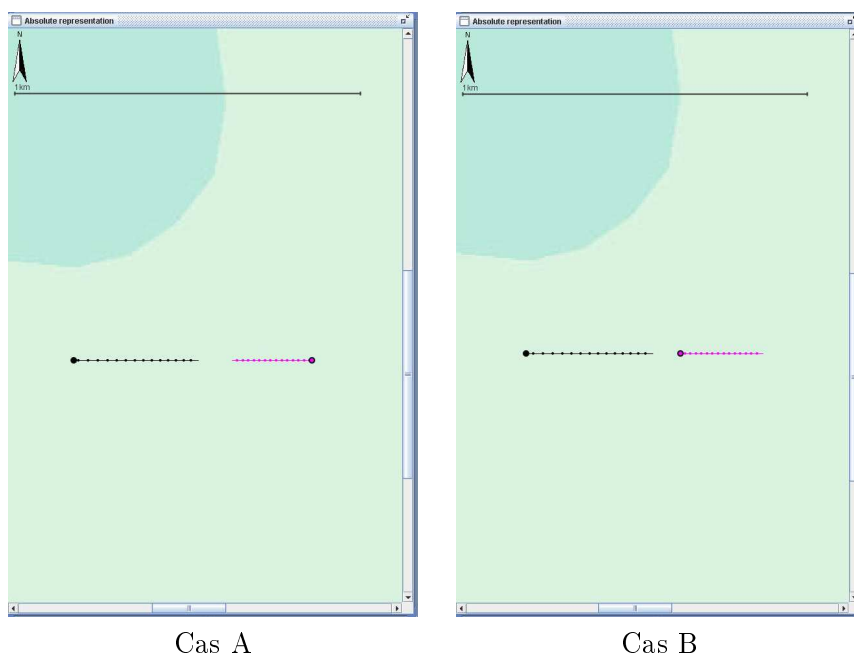 Absolute representation
N
1km
Absolute representation
N
1km
Cas A
Cas B